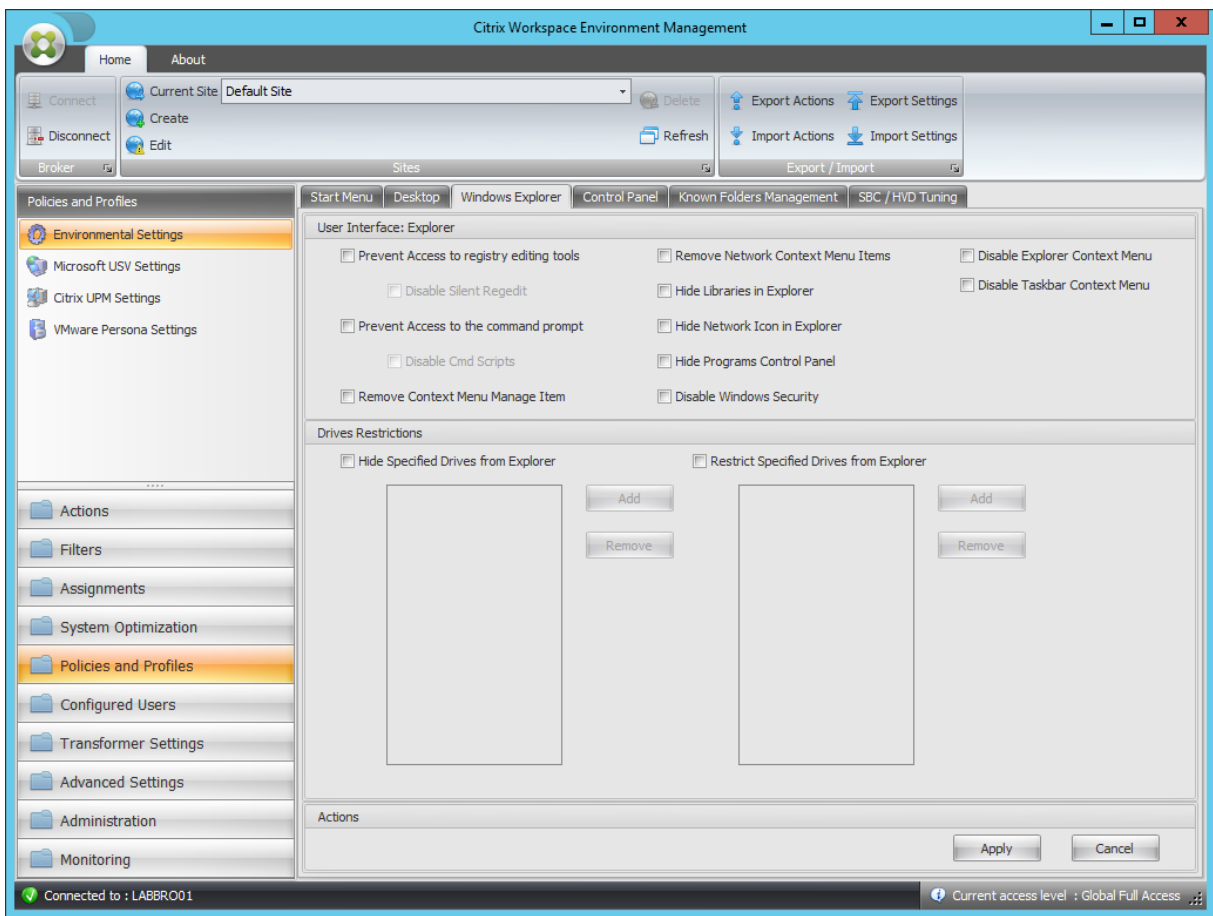 Citrix Workspace Environment Management
Home About
Connect
Disconnect
Broker
Current Site Default Site
Create
Edit
Delete
Refresh
Sites
Export Actions Export Settings
Import Actions Import Settings
Export / Import
Policies and Profiles
Environmental Settings
Microsoft USV Settings
Citrix UPM Settings
VMware Persona Settings
Actions
Filters
Assignments
System Optimization
Policies and Profiles
Configured Users
Transformer Settings
Advanced Settings
Administration
Monitoring
Start Menu Desktop Windows Explorer Control Panel Known Folders Management SBC / HVD Tuning
User Interface: Explorer
Prevent Access to registry editing tools
Disable Silent Regedit
Prevent Access to the command prompt
Disable Cmd Scripts
Remove Context Menu Manage Item
Remove Network Context Menu Items
Hide Libraries in Explorer
Hide Network Icon in Explorer
Hide Programs Control Panel
Disable Windows Security
Disable Explorer Context Menu
Disable Taskbar Context Menu
Drives Restrictions
Hide Specified Drives from Explorer
Add
Remove
Restrict Specified Drives from Explorer
Add
Remove
Actions
Apply Cancel
Connected to : LABBRO01
Current access level : Global Full Access